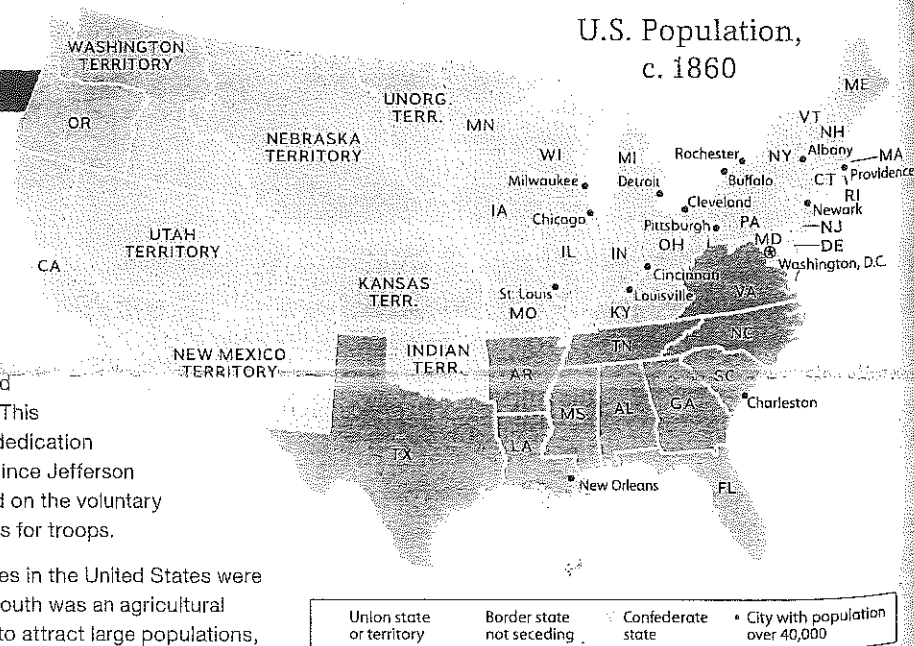 U.S. Population,
c. 1860
WASHINGTON
TERRITORY
OR
UNORG.
TERR.
MN
NEBRASKA
TERRITORY
WI
MI
Rochester
NY
Albany
VT
NH
ME
MA
Providence
CT
RI
Milwaukee
Detroit
Buffalo
Cleveland
Newark
IA
Chicago
Pittsburgh
PA
NJ
OH
MD
DE
UTAH
TERRITORY
IL
IN
Washington, D.C.
CA
Cincinnati
KANSAS
TERR.
St. Louis
Louisville
VA
MO
KY
NEW MEXICO
TERRITORY
INDIAN
TERR.
TN
NC
AR
SC
MS
AL
GA
Charleston
TX
LA
New Orleans
FL
This
dedication
ince Jefferson
d on the voluntary
s for troops.
es in the United States were
outh was an agricultural
to attract large populations,
Union state
or territory
Border state
not seceding
Confederate
state
City with population
over 40,000